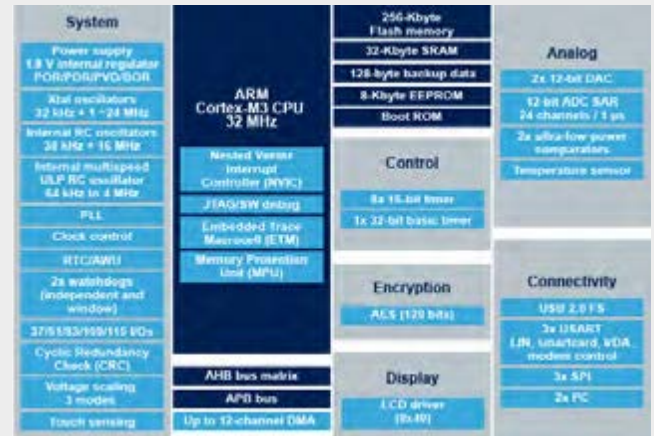 System
Power supply
1.8 V internal regulator
POR/PDR/PVD/BOR
Xtal oscillators
32 kHz + 1 ~24 MHz
Internal RC oscillators
38 kHz + 16 MHz
Internal multispeed
ULP RC oscillator
64 kHz to 4 MHz
PLL
Clock control
RTC/AWU
2x watchdogs
(independent and
window)
37/51/83/109/115 I/Os
Cyclic Redundancy
Check (CRC)
Voltage scaling
3 modes
Touch sensing
ARM
Cortex-M3 CPU
32 MHz
Nested Vector
Interrupt
Controller (NVIC)
JTAG/SW debug
Embedded Trace
Macrocell (ETM)
Memory Protection
Unit (MPU)
AHB bus matrix
APB bus
Up to 12-channel DMA
256-Kbyte
Flash memory
32-Kbyte SRAM
128-byte backup data
8-Kbyte EEPROM
Boot ROM
Control
8x 16-bit timer
1x 32-bit basic timer
Encryption
AES (128 bits)
Display
LCD driver
(8x40)
Analog
2x 12-bit DAC
12-bit ADC SAR
24 channels / 1 µs
2x ultra-low power
comparators
Temperature sensor
Connectivity
USB 2.0 FS
3x USART
LIN, smartcard, IrDA,
modem control
3x SPI
2x I²C